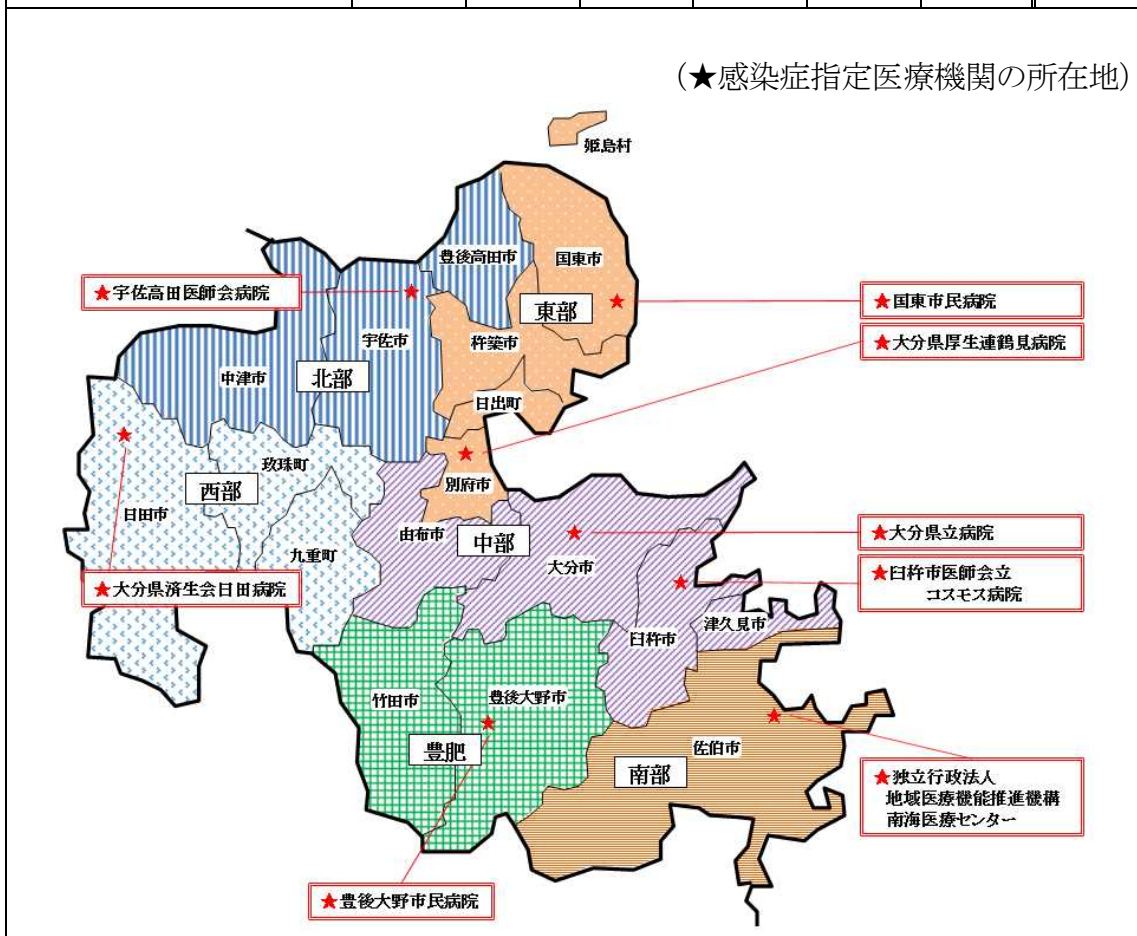 （★感染症指定医療機関の所在地）
姫島村
豊後高田市
国東市
★宇佐高田医師会病院
★国東市民病院
東部
宇佐市
杵築市
★大分県厚生連鶴見病院
中津市
北部
日出町
玖珠町
別府市
西部
日田市
由布市
中部
★大分県立病院
九重町
大分市
★臼杵市医師会立
コスモス病院
★大分県済生会日田病院
津久見市
臼杵市
竹田市
豊後大野市
豊肥
佐伯市
南部
★独立行政法人
地域医療機能推進機構
南海医療センター
★豊後大野市民病院